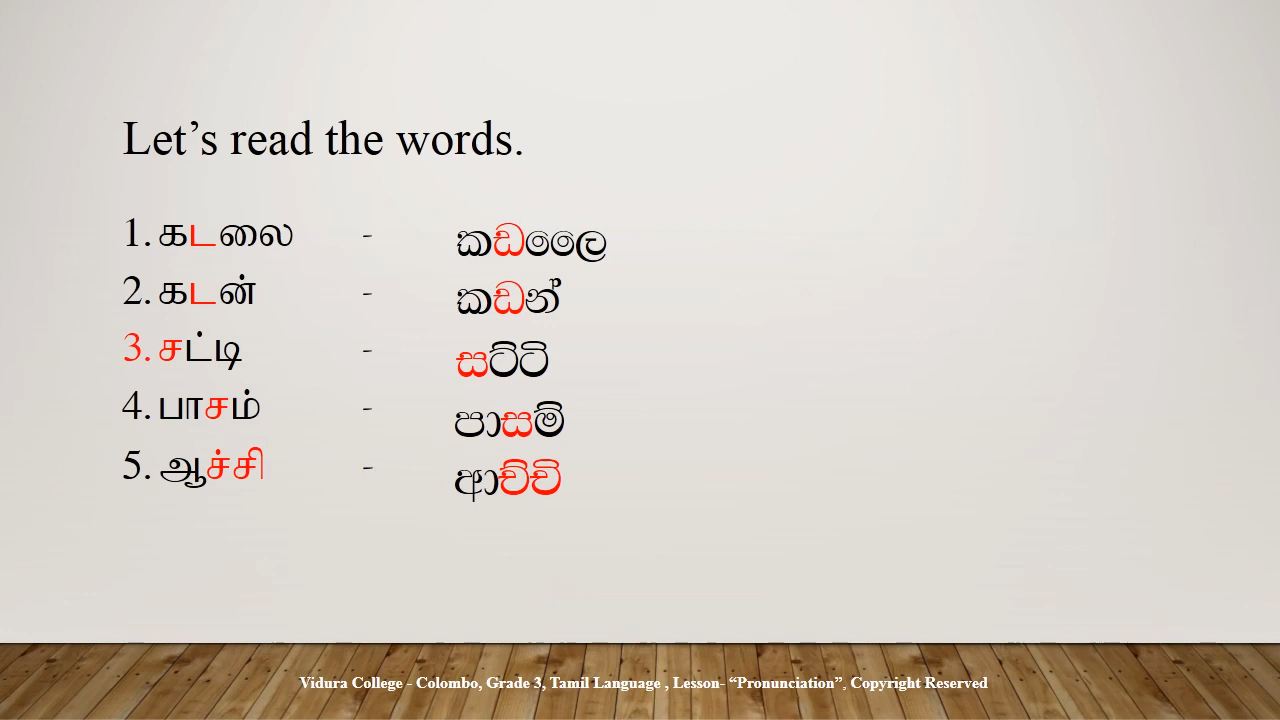 Let’s read the words.
1. கடலை - කඩලෛ
2. கடன் - කඩන්
3. சட்டி - සට්ටි
4. பாசம் - පාසම්
5. ஆச்சி - ආච්චි
Vidura College - Colombo, Grade 3, Tamil Language , Lesson- “Pronunciation”, Copyright Reserved